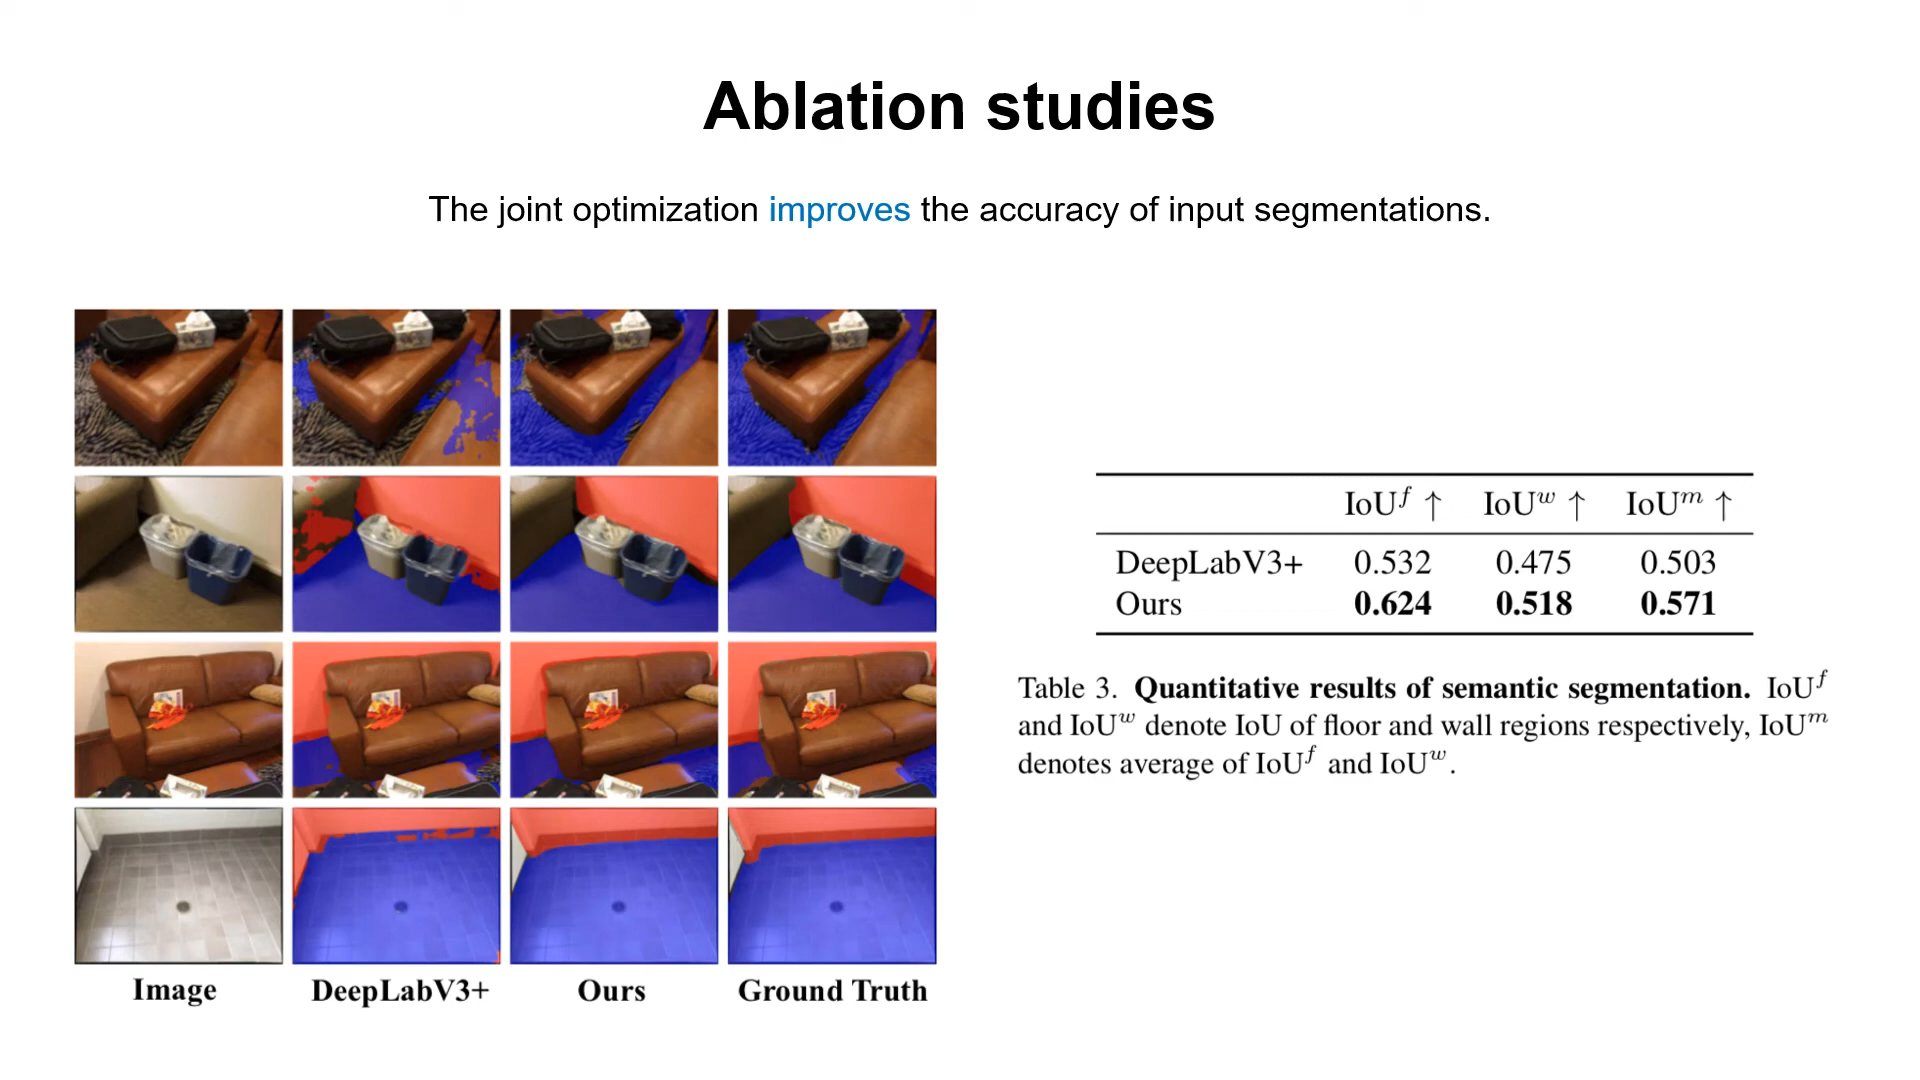 Ablation studies
The joint optimization improves the accuracy of input segmentations.
Image DeepLabV3+ Ours Ground Truth
IoU^f ↑ IoU^w ↑ IoU^m ↑
DeepLabV3+ 0.532 0.475 0.503
Ours 0.624 0.518 0.571
Table 3. Quantitative results of semantic segmentation. IoU^f
and IoU^w denote IoU of floor and wall regions respectively, IoU^m
denotes average of IoU^f and IoU^w.